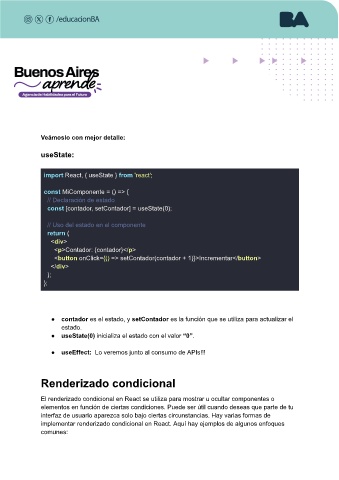 /educacionBA
BA
Buenos Aires
aprende
Agencia de Habilidades para el Futuro
Veámoslo con mejor detalle:
useState:
import React, { useState } from 'react';
const MiComponente = () => {
// Declaración de estado
const [contador, setContador] = useState(0);
// Uso del estado en el componente
return (
<div>
<p>Contador: {contador}</p>
<button onClick={() => setContador(contador + 1)}>Incrementar</button>
</div>
);
};
● contador es el estado, y setContador es la función que se utiliza para actualizar el
estado.
● useState(0) inicializa el estado con el valor "0".
● useEffect: Lo veremos junto al consumo de APIs!!!
Renderizado condicional
El renderizado condicional en React se utiliza para mostrar u ocultar componentes o
elementos en función de ciertas condiciones. Puede ser útil cuando deseas que parte de tu
interfaz de usuario aparezca solo bajo ciertas circunstancias. Hay varias formas de
implementar renderizado condicional en React. Aquí hay ejemplos de algunos enfoques
comunes: